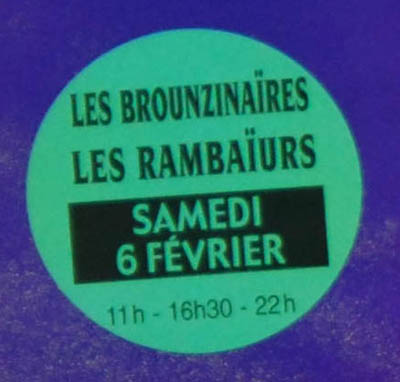 LES BROUNZINAÏRES
LES RAMBAÏURS
SAMEDI
6 FÉVRIER
11h - 16h30 - 22h